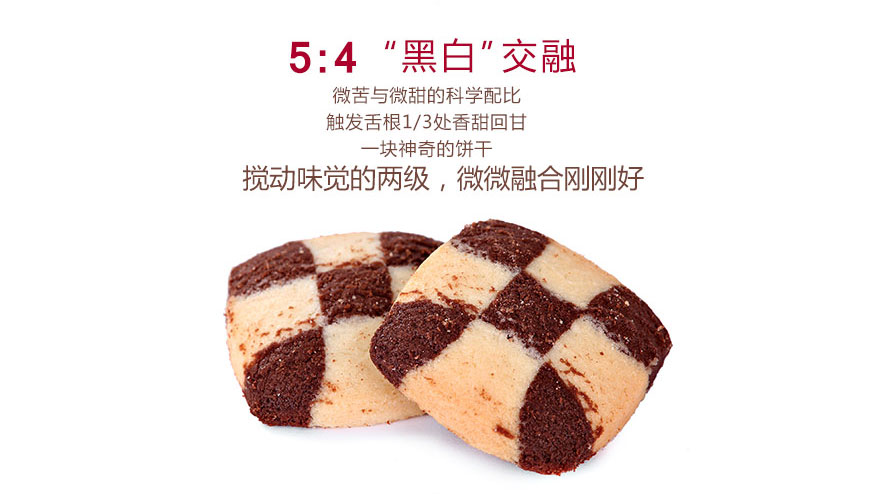 5:4 “黑白”交融
微苦与微甜的科学配比
触发舌根1/3处香甜回甘
一块神奇的饼干
搅动味觉的两级，微微融合刚刚好